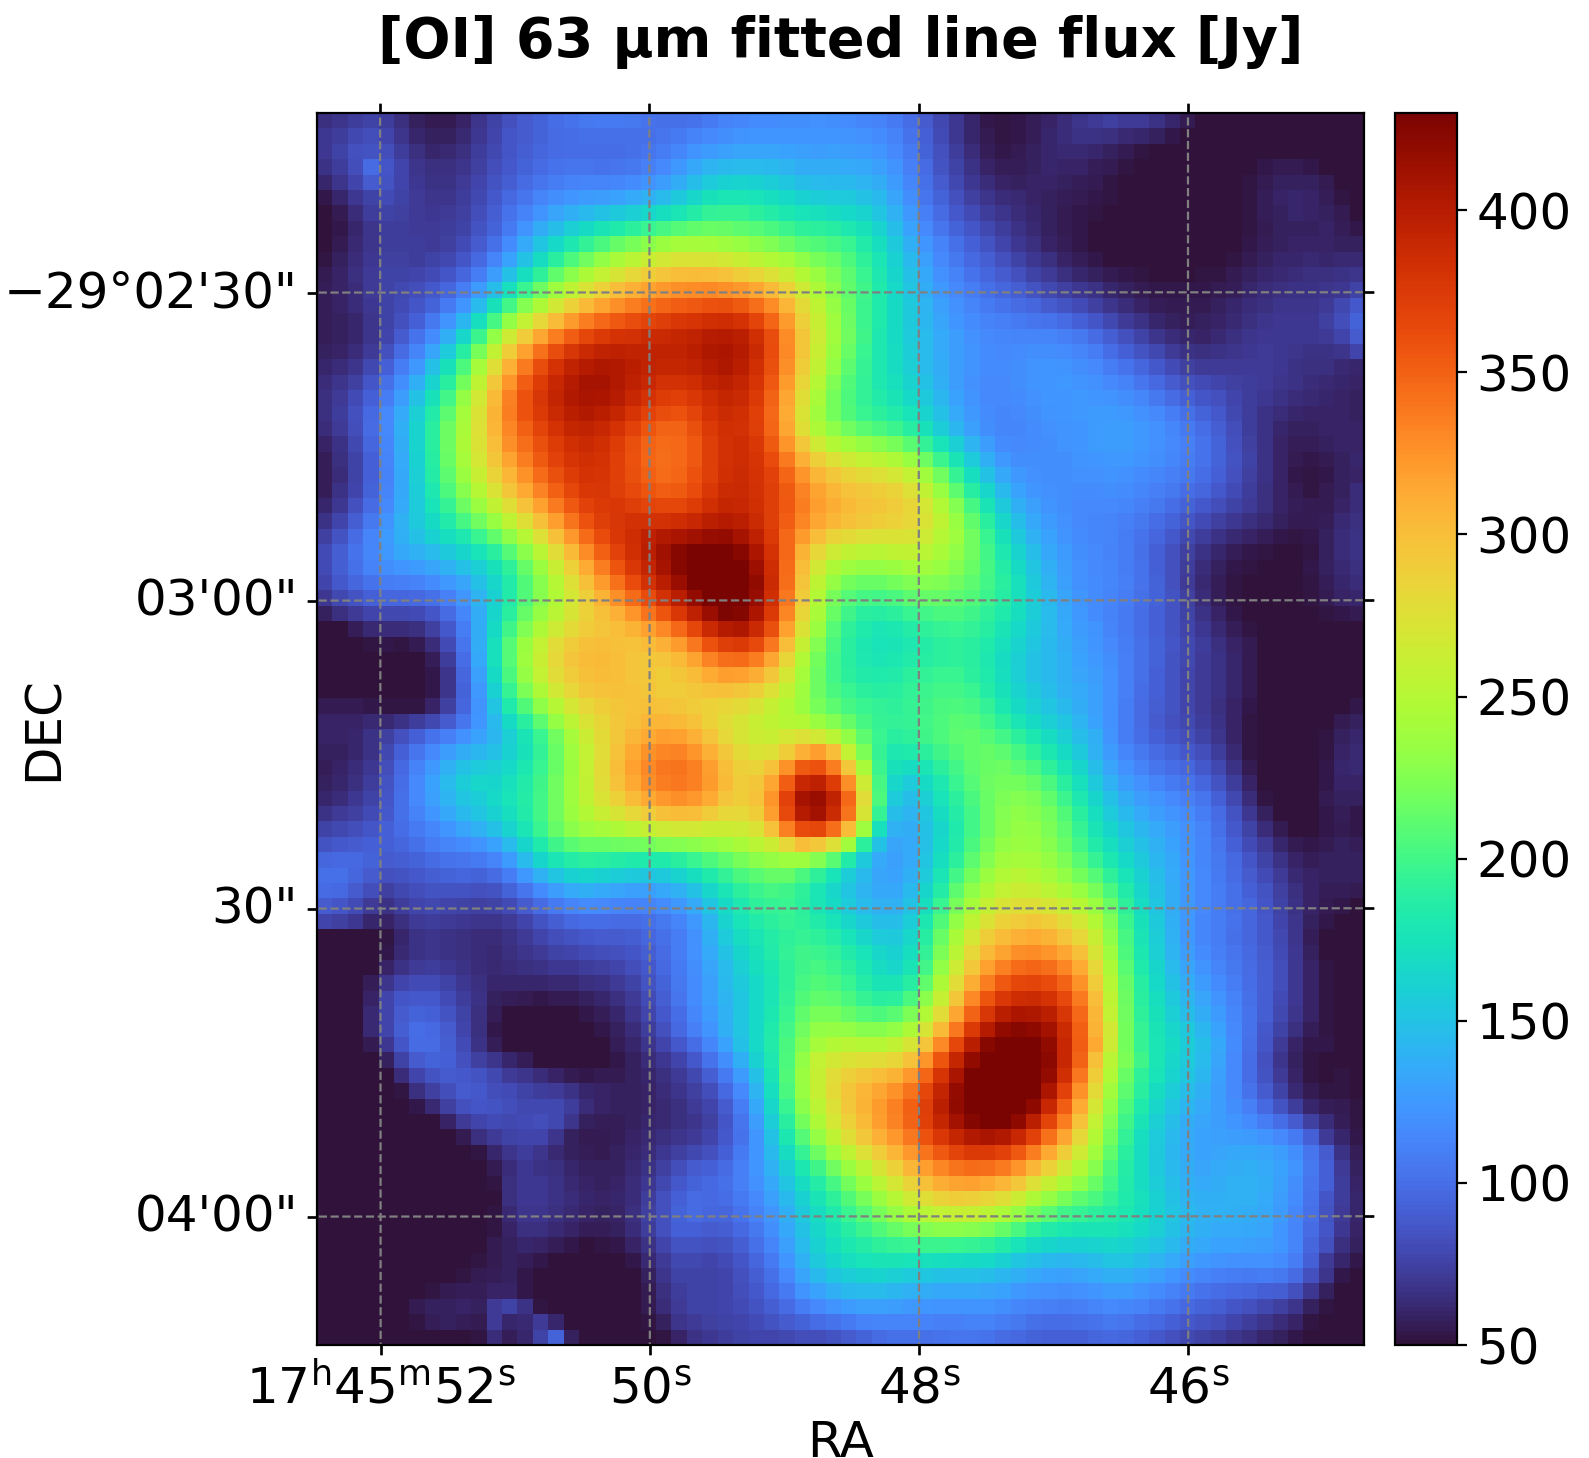 [OI] 63 µm fitted line flux [Jy]
−29°02'30"
03'00"
30"
04'00"
DEC
17ʰ45ᵐ52ˢ
50ˢ
48ˢ
46ˢ
RA
400
350
300
250
200
150
100
50